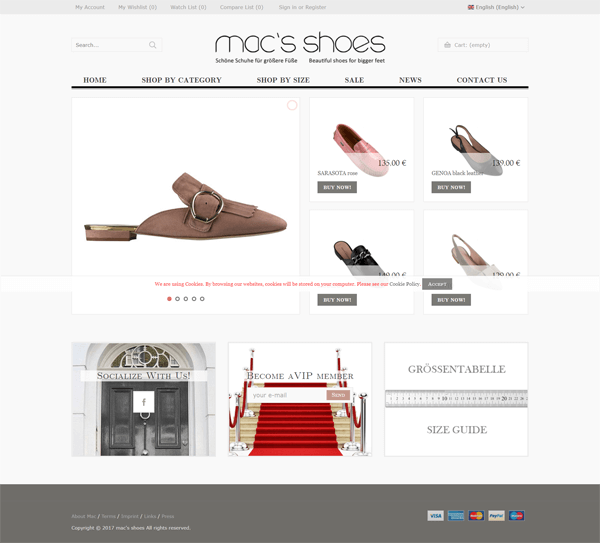 My Account My Wishlist (0) Watch List (0) Compare List (0) Sign in or Register English (English)
Search...
mac's shoes
Cart: (empty)
Schöne Schuhe für größere Füße Beautiful shoes for bigger feet
HOME SHOP BY CATEGORY SHOP BY SIZE SALE NEWS CONTACT US
135.00 €
SARASOTA rose
BUY NOW!
139.00 €
GENOA black leather
BUY NOW!
We are using Cookies. By browsing our websites, cookies will be stored on your computer. Please see our Cookie Policy. ACCEPT
BUY NOW!
BUY NOW!
Socialize With Us!
f
Become aVIP member
your e-mail
Send
GRÖSSENTABELLE
SIZE GUIDE
About Mac / Terms / Imprint / Links / Press
Copyright © 2017 mac's shoes All rights reserved.
VISA
PayPal